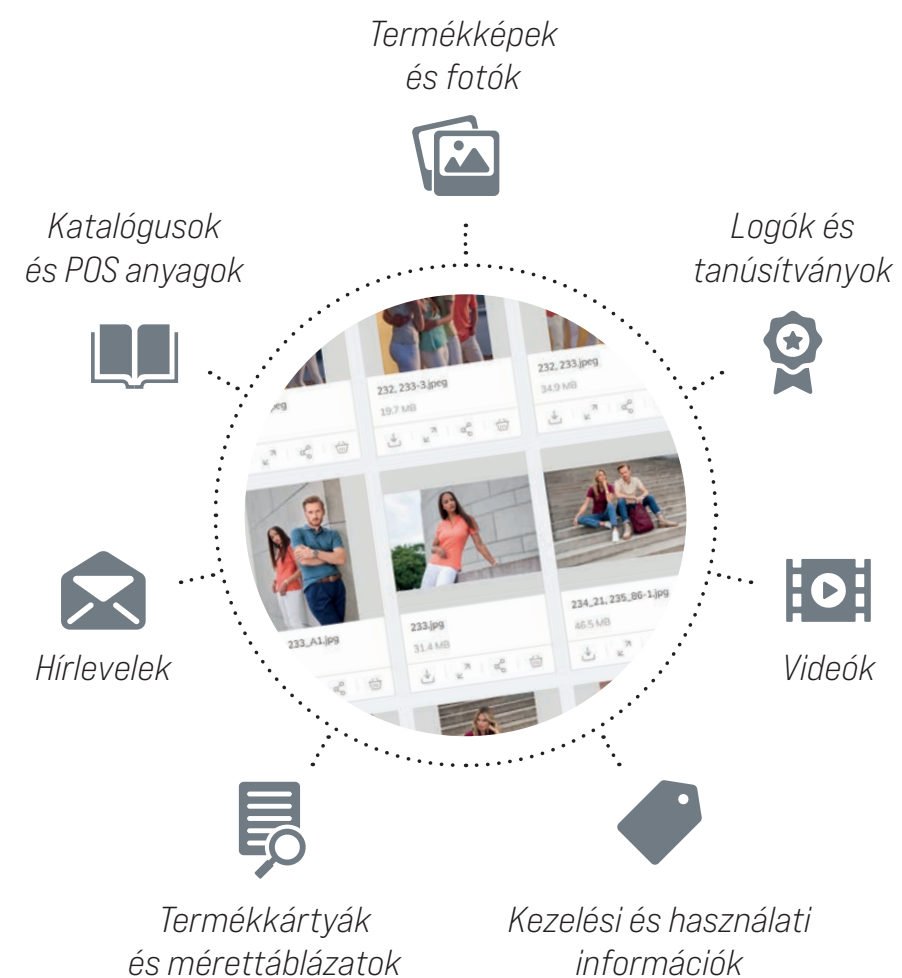 Termékképek
és fotók
Katalógusok
és POS anyagok
Logók és
tanúsítványok
232, 233-3.jpeg
19.7 MB
232, 233.jpeg
34.9 MB
233_A1.jpg
233.jpg
31.4 MB
234_21, 235_86-1.jpg
46.5 MB
Hírlevelek
Videók
Termékkártyák
és mérettáblázatok
Kezelési és használati
információk